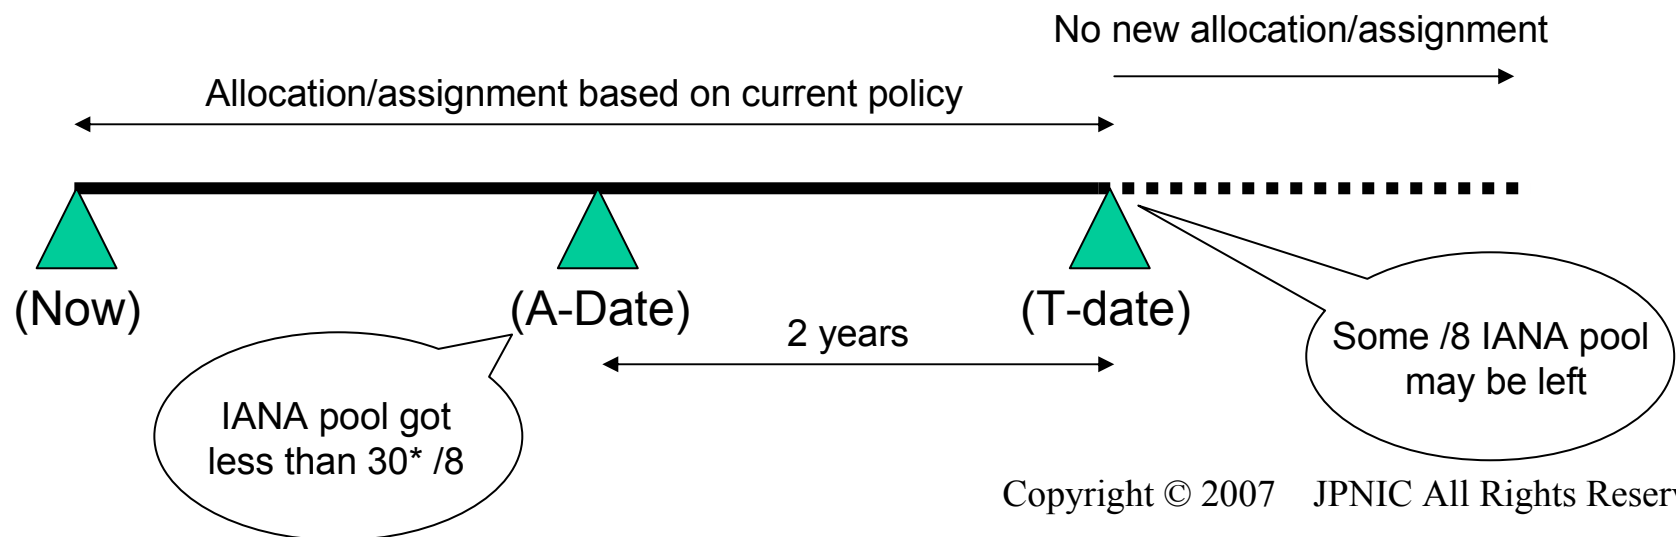 No new allocation/assignment
Allocation/assignment based on current policy
(Now)
(A-Date)
(T-date)
2 years
Some /8 IANA pool
may be left
IANA pool got
less than 30* /8
Copyright © 2007 JPNIC All Rights Reserv